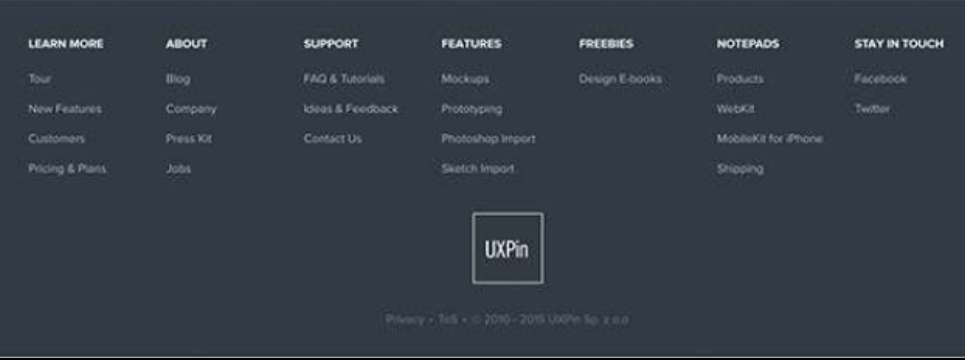 LEARN MORE
Tour
New Features
Customers
Pricing & Plans
ABOUT
Blog
Company
Press Kit
Jobs
SUPPORT
FAQ & Tutorials
Ideas & Feedback
Contact Us
FEATURES
Mockups
Prototyping
Photoshop Import
Sketch Import
FREEBIES
Design E-books
NOTEPADS
Products
WebKit
MobileKit for iPhone
Shipping
STAY IN TOUCH
Facebook
Twitter
UXPin
Privacy • ToS • © 2010 - 2015 UXPin Sp. z o.o